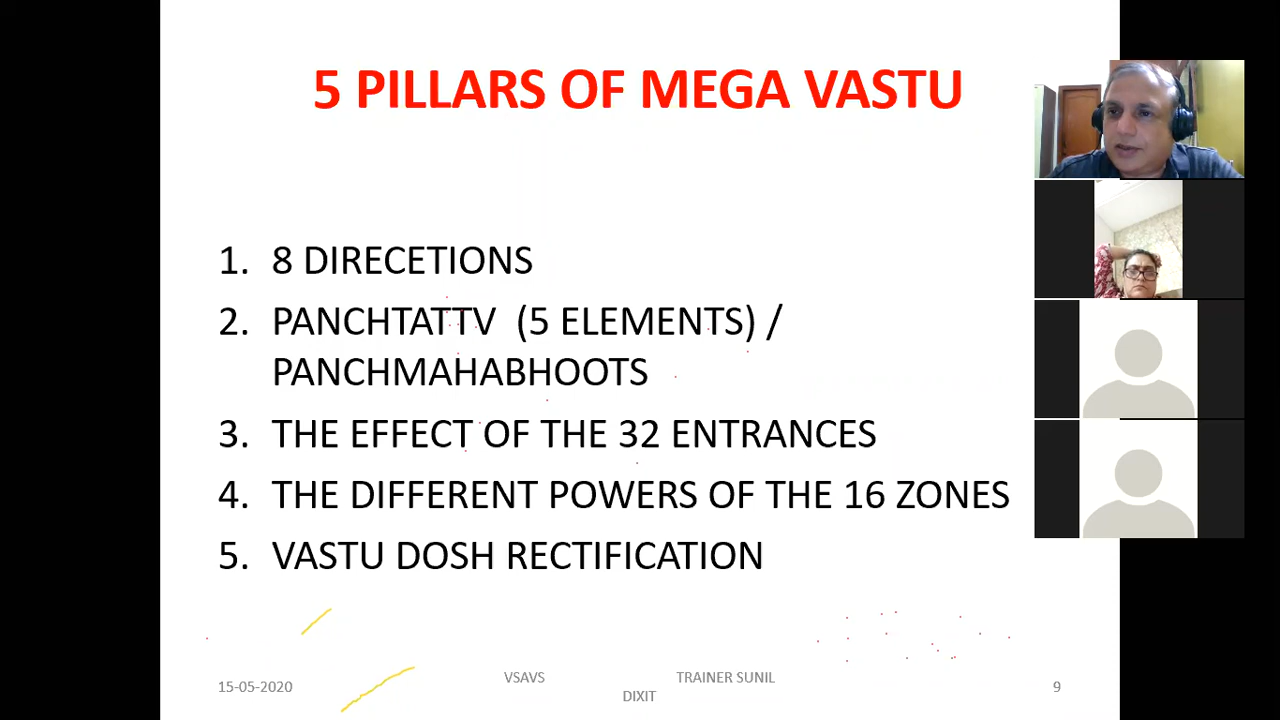 5 PILLARS OF MEGA VASTU
1. 8 DIRECETIONS
2. PANCHTATTV (5 ELEMENTS) /
PANCHMAHABHOOTS
3. THE EFFECT OF THE 32 ENTRANCES
4. THE DIFFERENT POWERS OF THE 16 ZONES
5. VASTU DOSH RECTIFICATION
15-05-2020
VSAVS TRAINER SUNIL
DIXIT
9